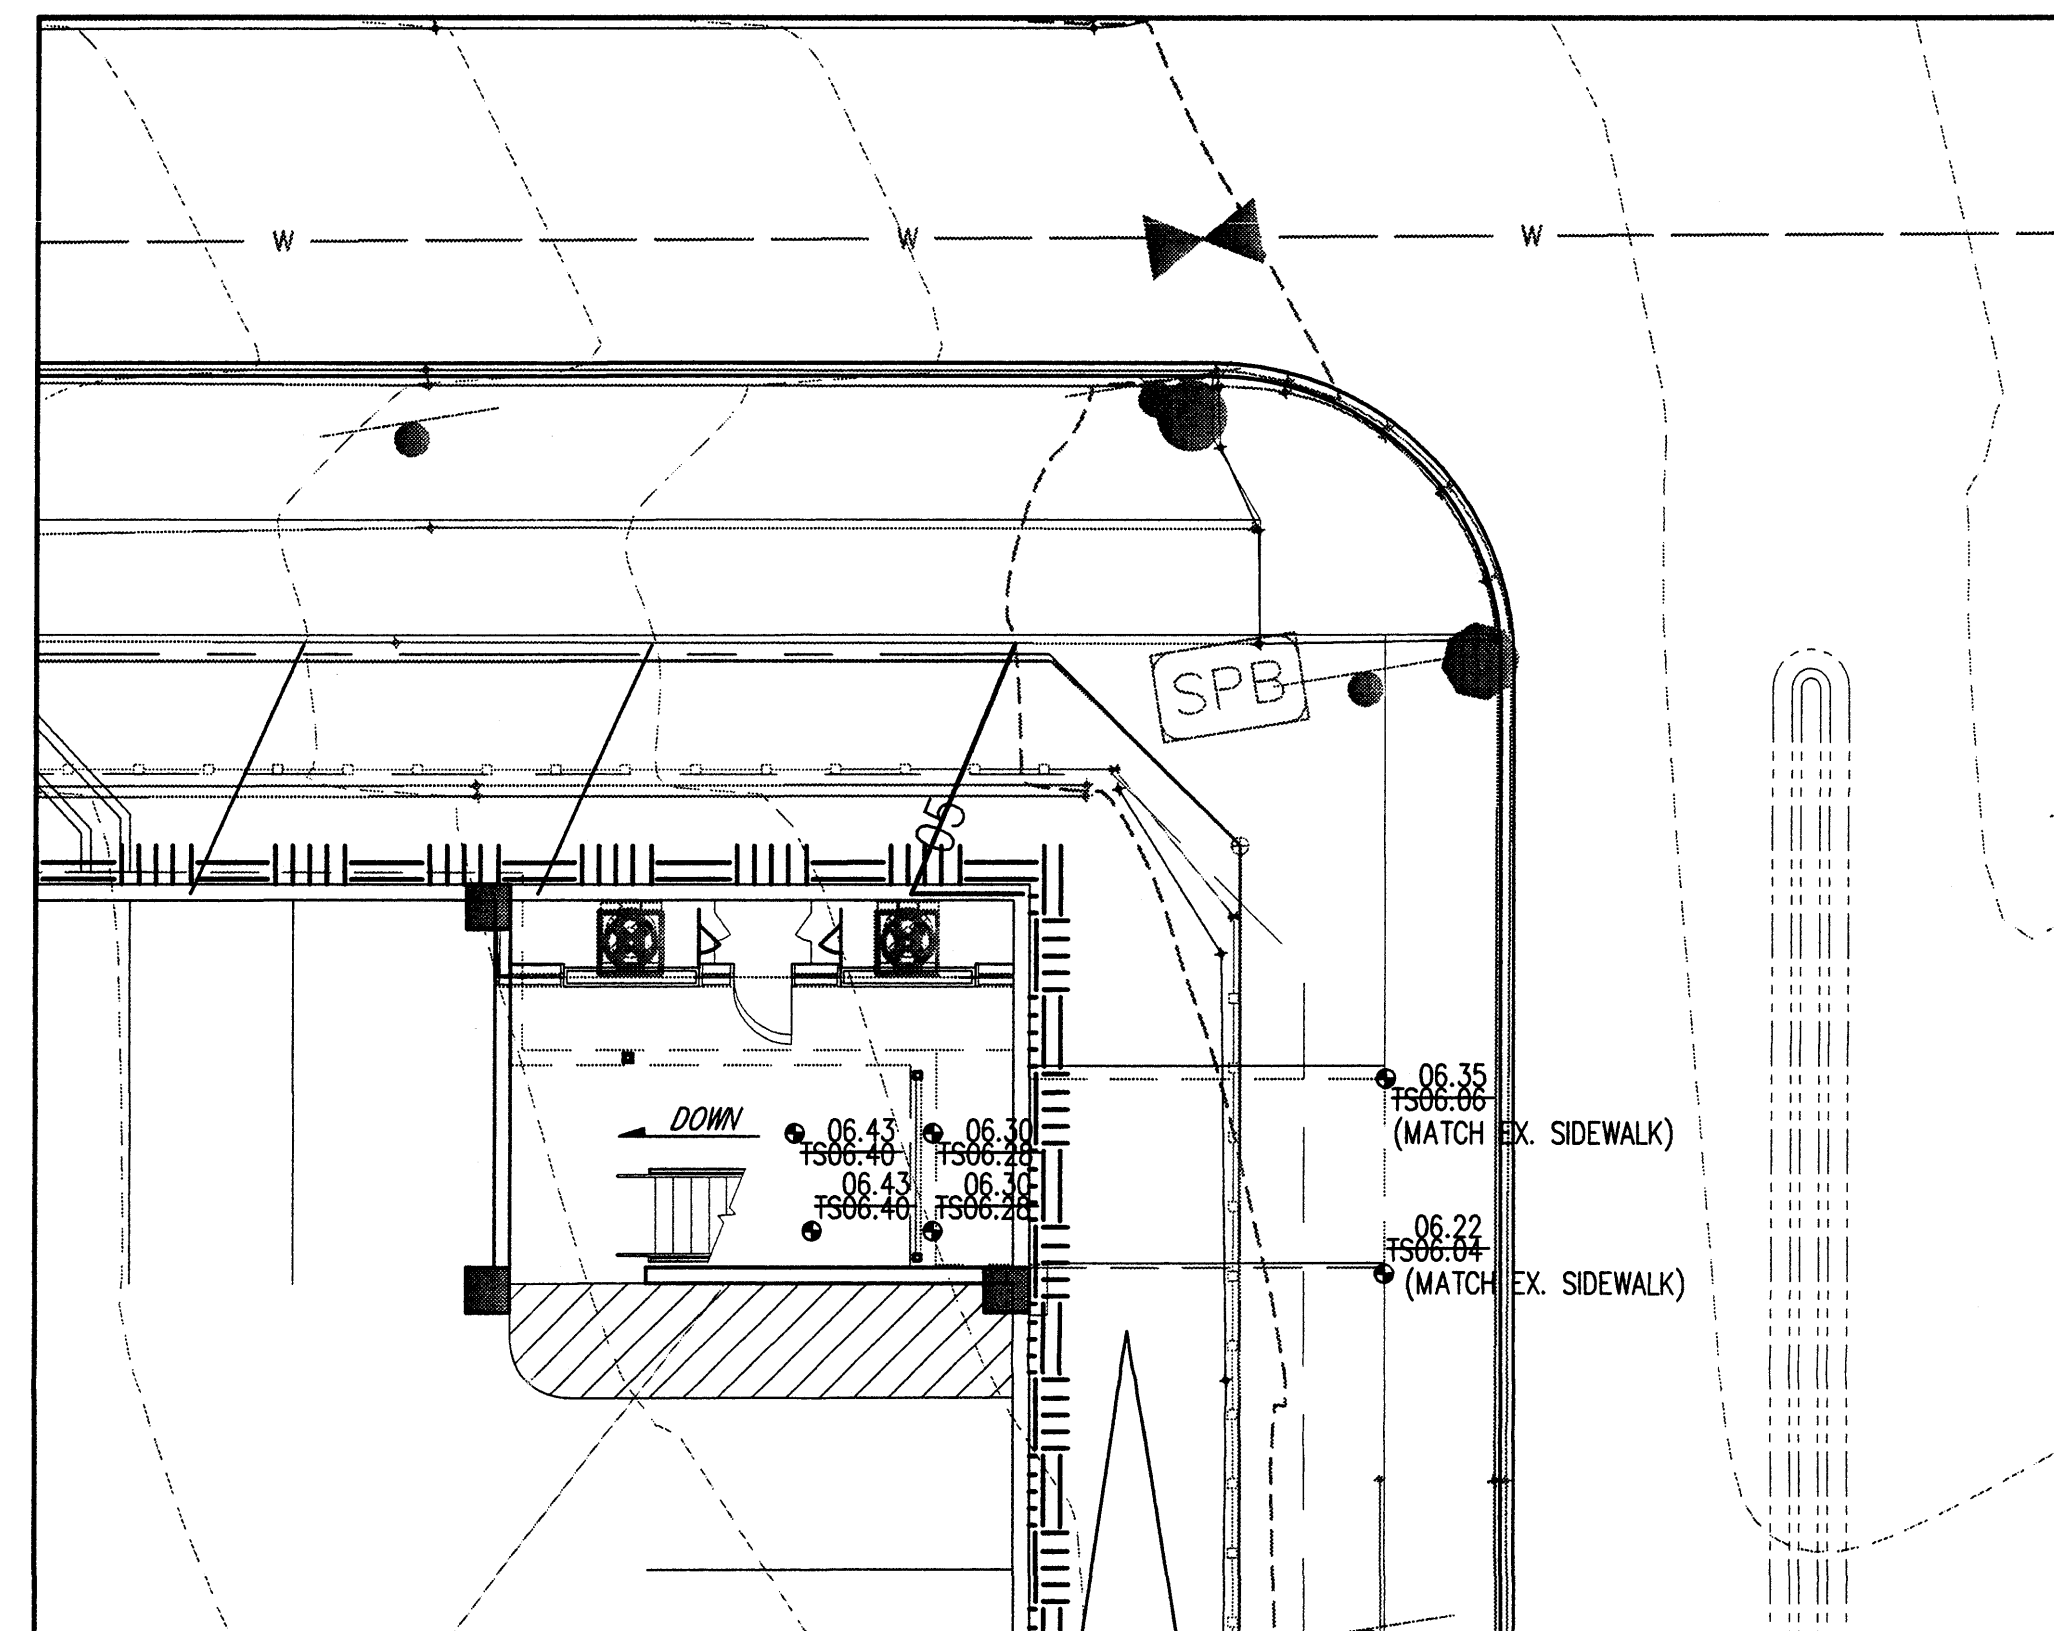 W
W
W
SPB
05
06.35
TS06.06
(MATCH EX. SIDEWALK)
DOWN
06.43
TS06.40
06.30
TS06.28
06.43
TS06.40
06.30
TS06.28
06.22
TS06.04
(MATCH EX. SIDEWALK)